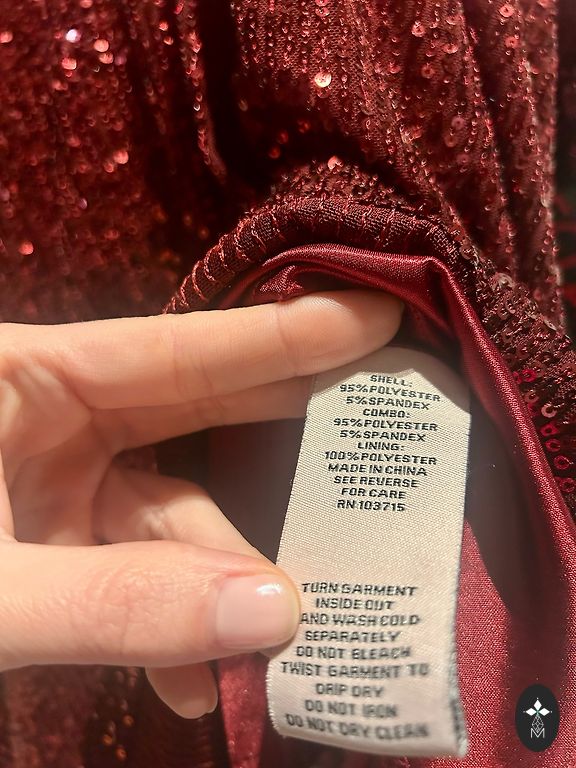 SHELL:
95% POLYESTER
5% SPANDEX
COMBO:
95% POLYESTER
5% SPANDEX
LINING:
100% POLYESTER
MADE IN CHINA
SEE REVERSE
FOR CARE
RN 103715
TURN GARMENT
INSIDE OUT
AND WASH COLD
SEPARATELY
DO NOT BLEACH
TWIST GARMENT TO
DRIP DRY
DO NOT IRON
DO NOT DRY CLEAN
M